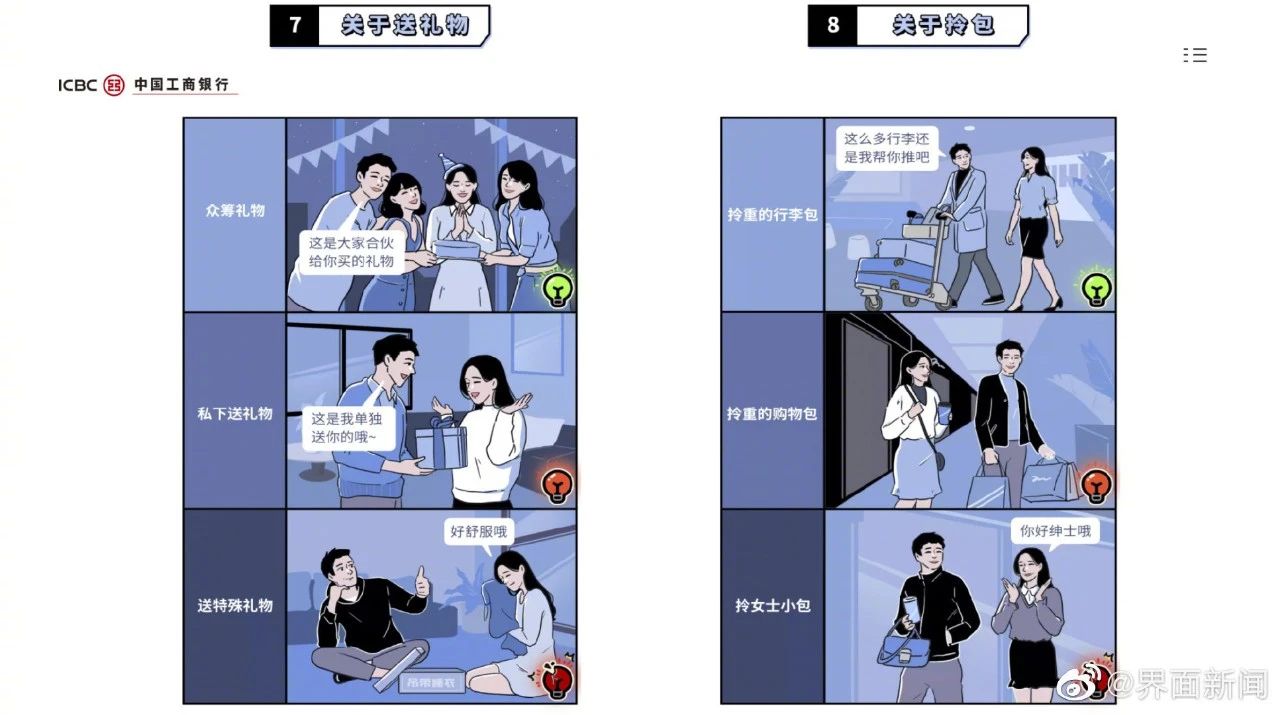 7
关于送礼物
8
关于拎包
ICBC 中国工商银行
众筹礼物
这是大家合伙
给你买的礼物
私下送礼物
这是我单独
送你的哦~
送特殊礼物
好舒服哦
吊带睡衣
拎重的行李包
这么多行李还
是我帮你推吧
拎重的购物包
拎女士小包
你好绅士哦
@界面新闻